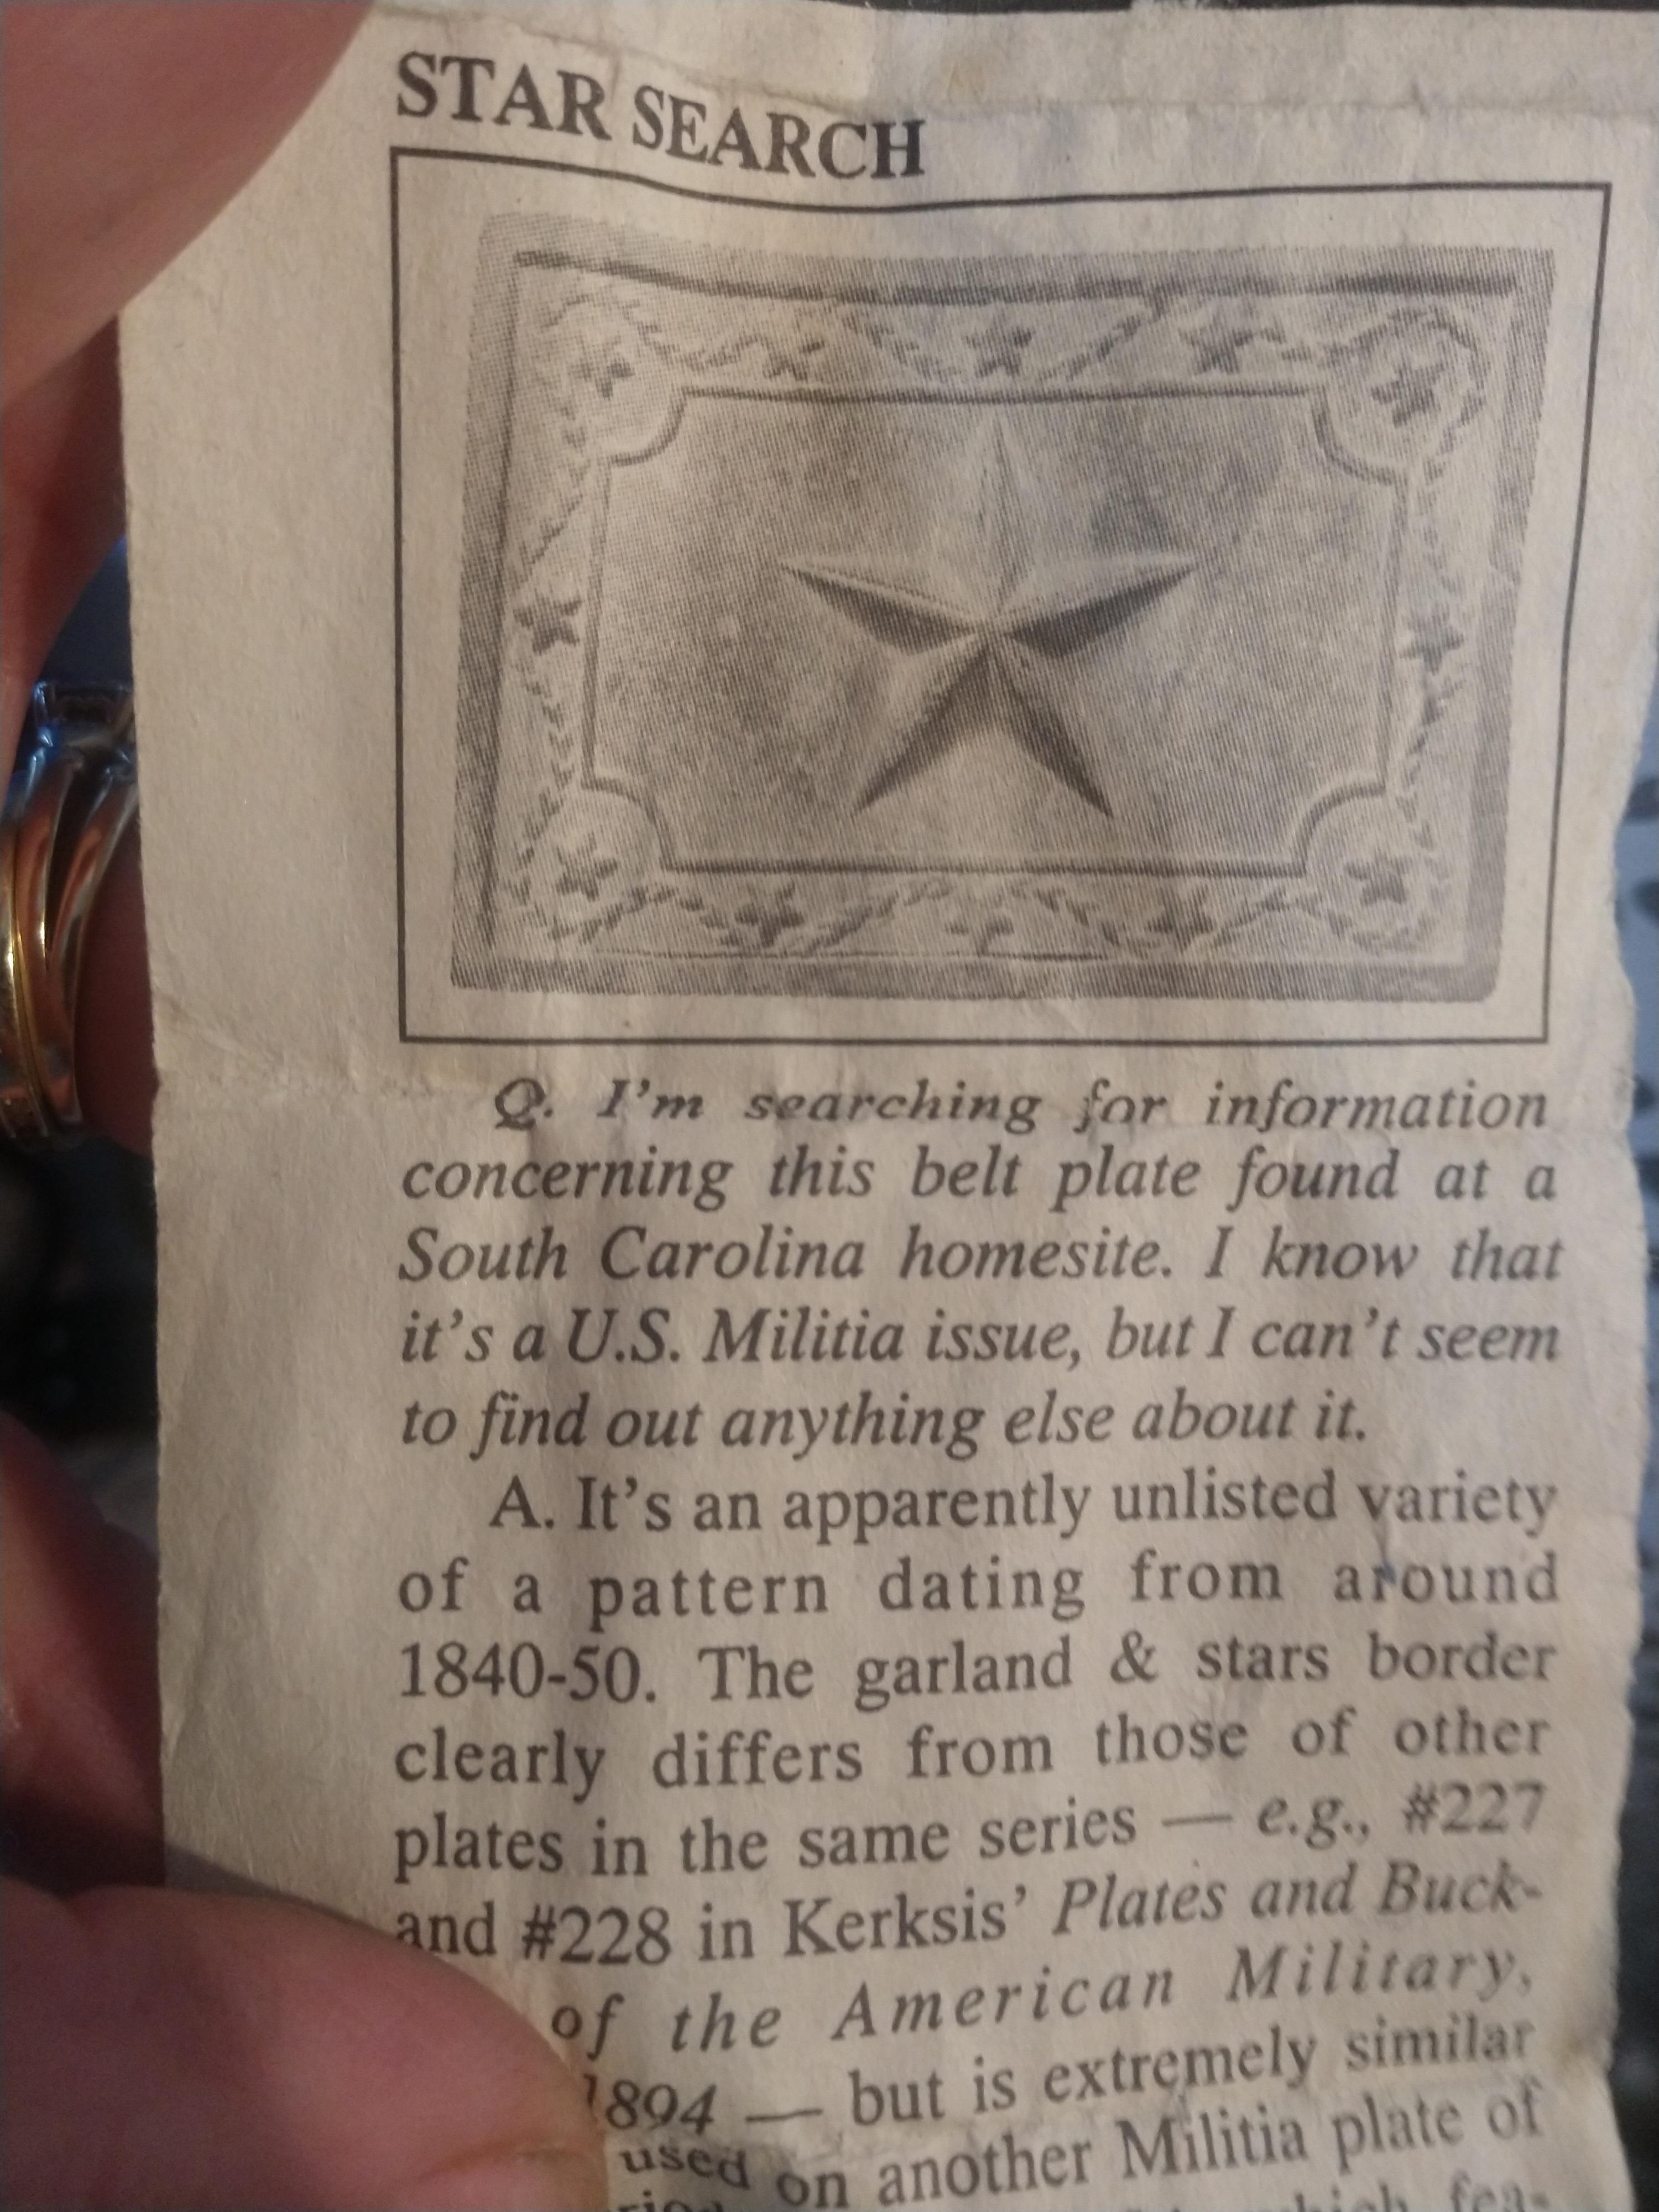 STAR SEARCH
Q. I'm searching for information
concerning this belt plate found at a
South Carolina homesite. I know that
it's a U.S. Militia issue, but I can't seem
to find out anything else about it.
A. It's an apparently unlisted variety
of a pattern dating from around
1840-50. The garland & stars border
clearly differs from those of other
plates in the same series — e.g., #227
and #228 in Kerksis' Plates and Buck-
of the American Military,
1894 — but is extremely similar
used on another Militia plate of
which fea-